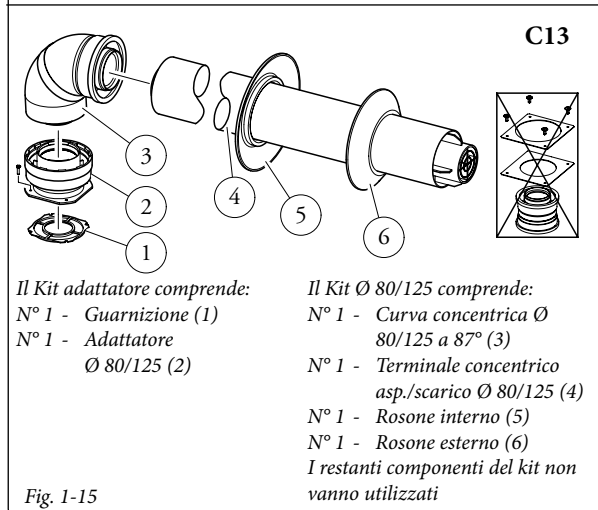 C13
3
2
1
4
5
6
Il Kit adattatore comprende:
N° 1 - Guarnizione (1)
N° 1 - Adattatore
Ø 80/125 (2)
Il Kit Ø 80/125 comprende:
N° 1 - Curva concentrica Ø
80/125 a 87° (3)
N° 1 - Terminale concentrico
asp./scarico Ø 80/125 (4)
N° 1 - Rosone interno (5)
N° 1 - Rosone esterno (6)
I restanti componenti del kit non
vanno utilizzati
Fig. 1-15